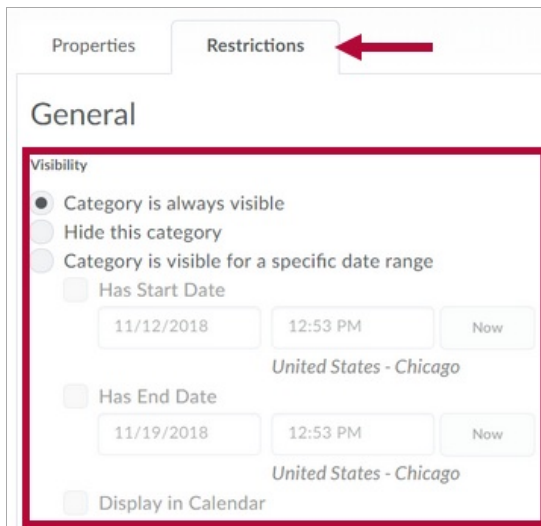 Properties Restrictions
General
Visibility
Category is always visible
Hide this category
Category is visible for a specific date range
Has Start Date
11/12/2018 12:53 PM Now
United States - Chicago
Has End Date
11/19/2018 12:53 PM Now
United States - Chicago
Display in Calendar